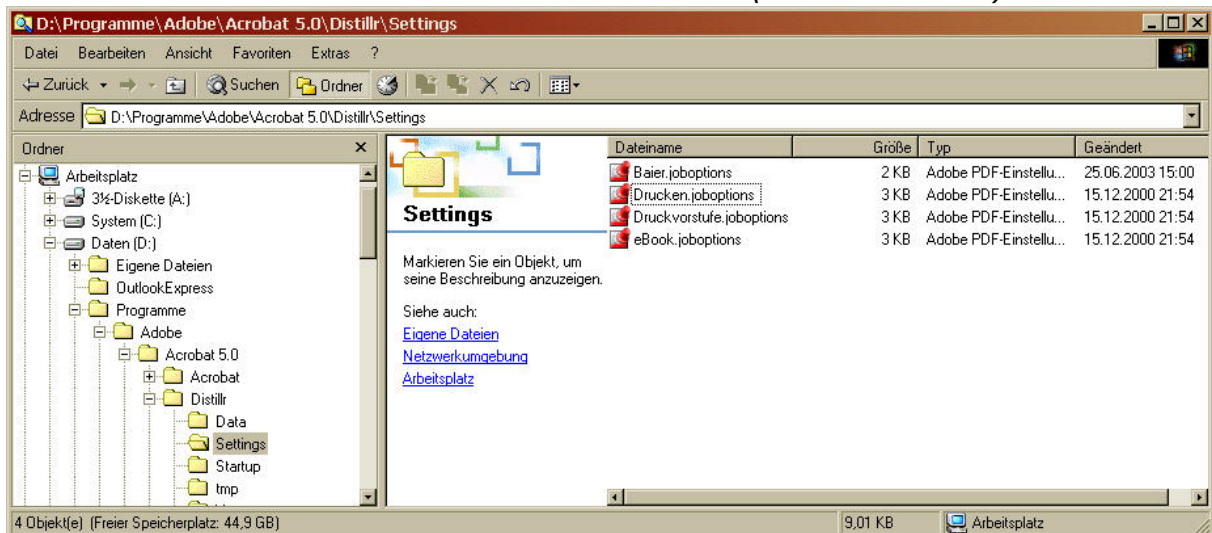 D:\Programme\Adobe\Acrobat 5.0\Distillr\Settings
Datei Bearbeiten Ansicht Favoriten Extras ?
Zurück Suchen Ordner
Adresse D:\Programme\Adobe\Acrobat 5.0\Distillr\Settings
Ordner
Arbeitsplatz
3½-Diskette (A:)
System (C:)
Daten (D:)
Eigene Dateien
OutlookExpress
Programme
Adobe
Acrobat 5.0
Acrobat
Distillr
Data
Settings
Startup
tmp
Settings
Markieren Sie ein Objekt, um
seine Beschreibung anzuzeigen.
Siehe auch:
Eigene Dateien
Netzwerkumgebung
Arbeitsplatz
Dateiname Größe Typ Geändert
Baier.joboptions 2 KB Adobe PDF-Einstellu... 25.06.2003 15:00
Drucken.joboptions 3 KB Adobe PDF-Einstellu... 15.12.2000 21:54
Druckvorstufe.joboptions 3 KB Adobe PDF-Einstellu... 15.12.2000 21:54
eBook.joboptions 3 KB Adobe PDF-Einstellu... 15.12.2000 21:54
4 Objekt(e) (Freier Speicherplatz: 44,9 GB) 9,01 KB Arbeitsplatz